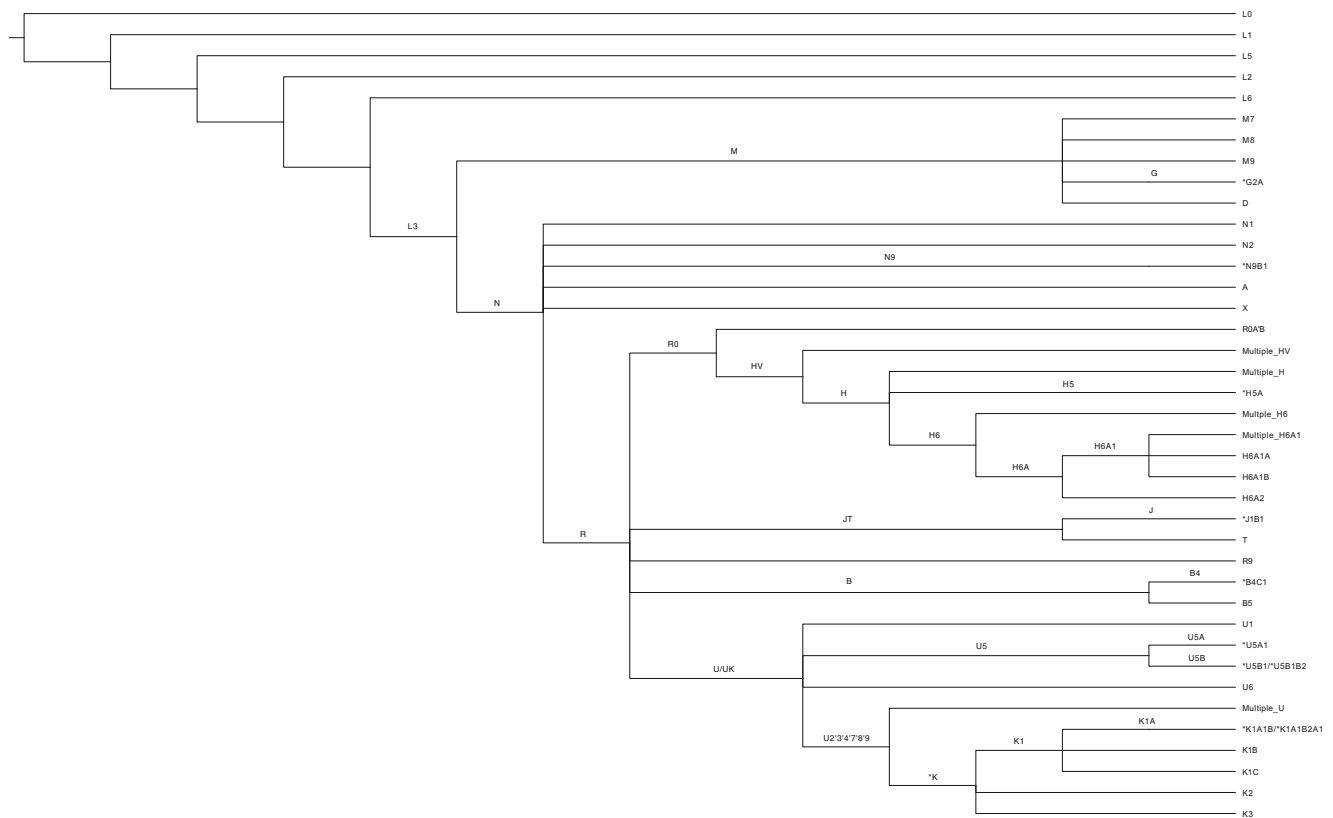 L0
L1
L5
L2
L6
M7
M8
M
M9
G
*G2A
D
L3
N1
N2
N9
*N9B1
A
N
X
R0A'B
R0
Multiple_HV
HV
Multiple_H
H5
H
*H5A
Multple_H6
H6
Multiple_H6A1
H6A1
H6A1A
H6A
H6A1B
H6A2
J
JT
*J1B1
R
T
R9
B4
B
*B4C1
B5
U1
U5A
U5
*U5A1
U5B
U/UK
*U5B1/*U5B1B2
U6
Multiple_U
K1A
*K1A1B/*K1A1B2A1
U2'3'4'7'8'9
K1
K1B
K1C
*K
K2
K3